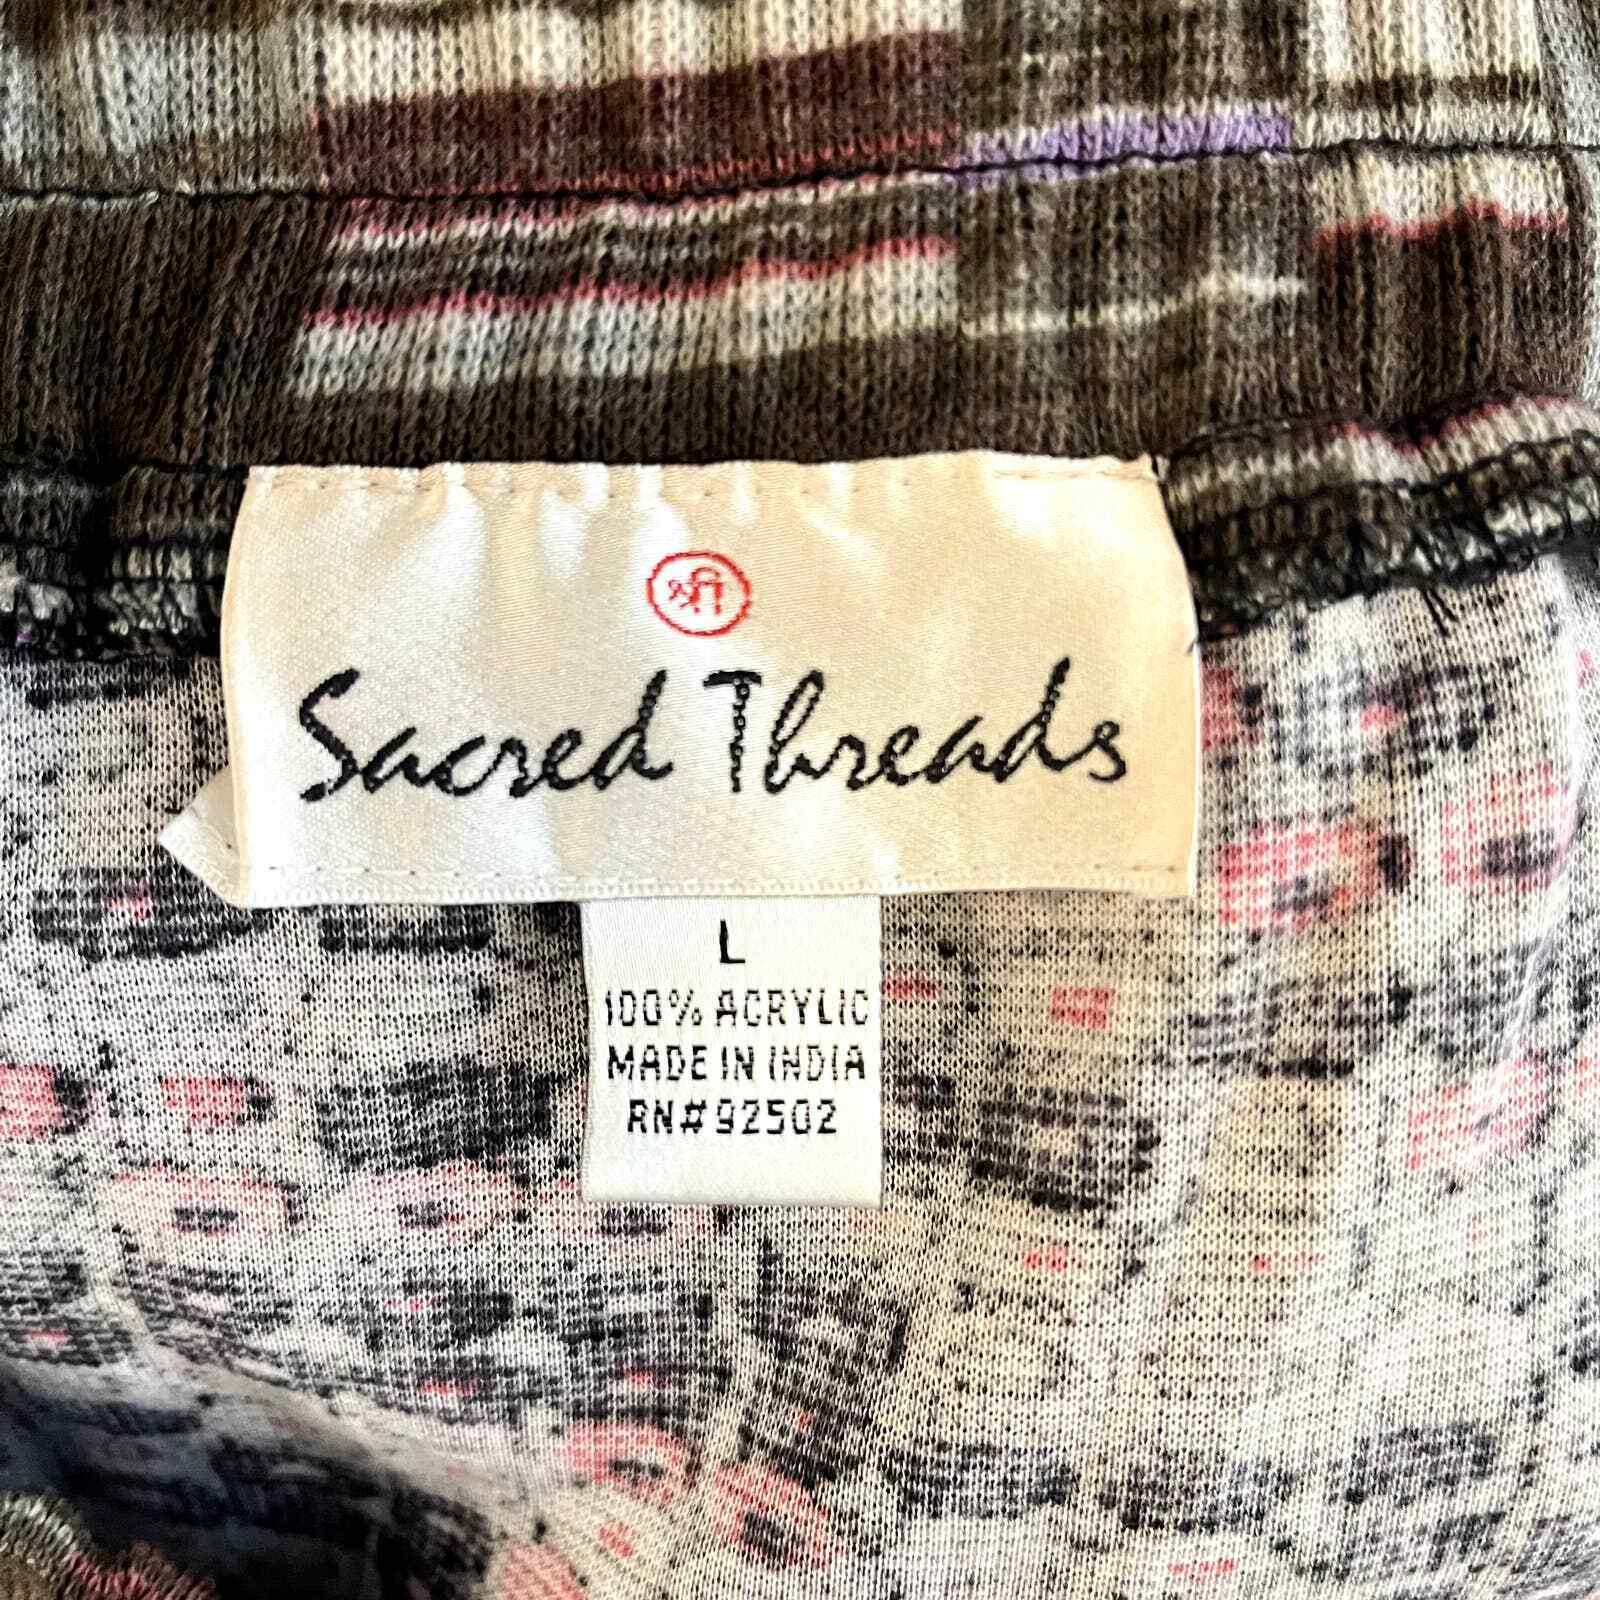 श्री
Sacred Threads
L
100% ACRYLIC
MADE IN INDIA
RN#92502